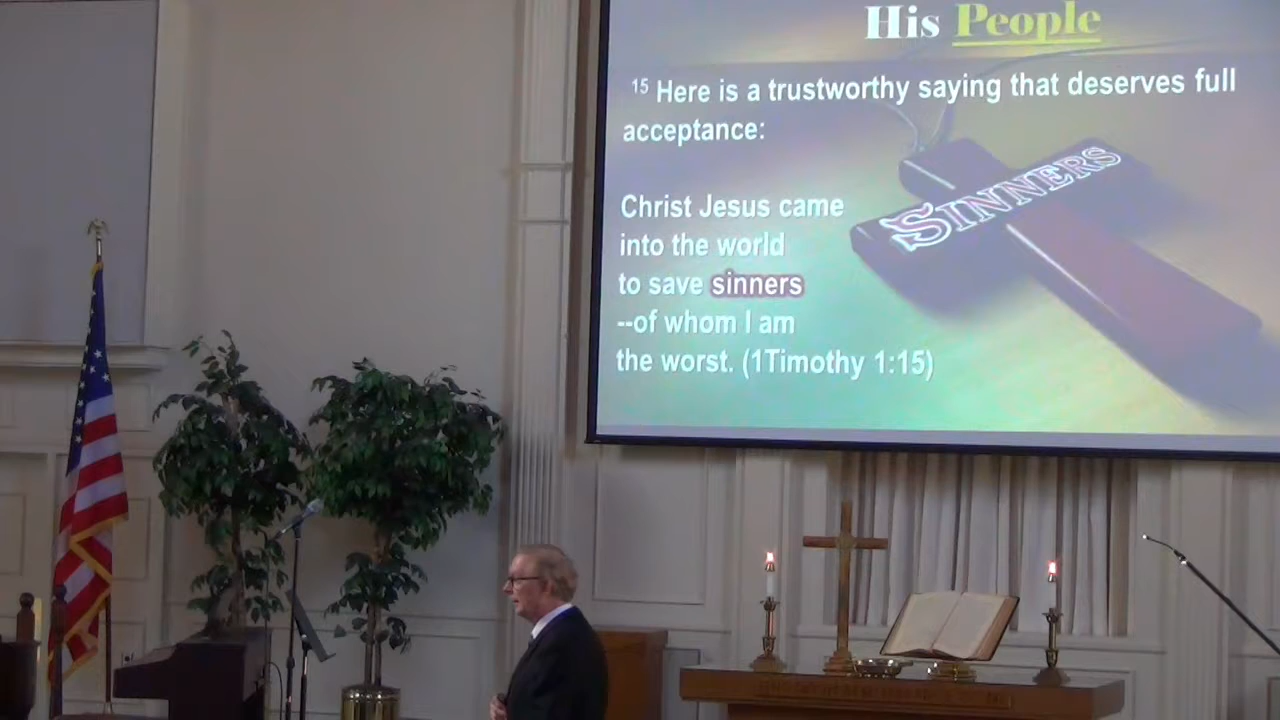 His People
15 Here is a trustworthy saying that deserves full
acceptance:
Christ Jesus came
into the world
to save sinners
--of whom I am
the worst. (1Timothy 1:15)
SINNERS